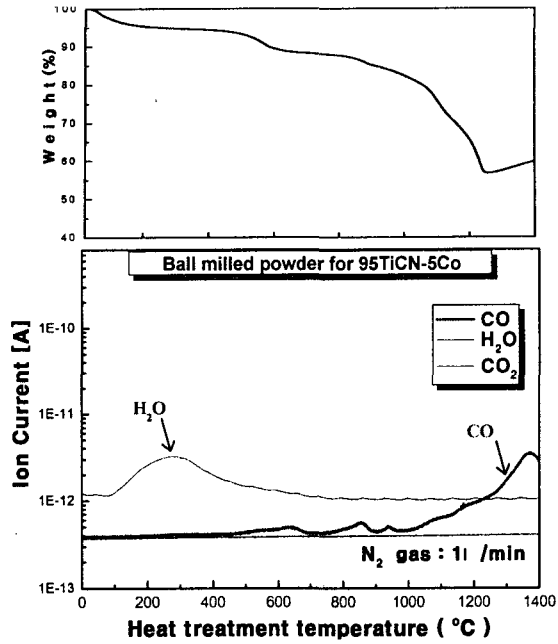 100
90
80
70
60
50
40
Weight (%)
Ball milled powder for 95TiCN-5Co
1E-10
1E-11
1E-12
1E-13
Ion Current [A]
CO
H₂O
CO₂
H₂O
CO
N₂ gas : 1l /min
0 200 400 600 800 1000 1200 1400
Heat treatment temperature ( °C)